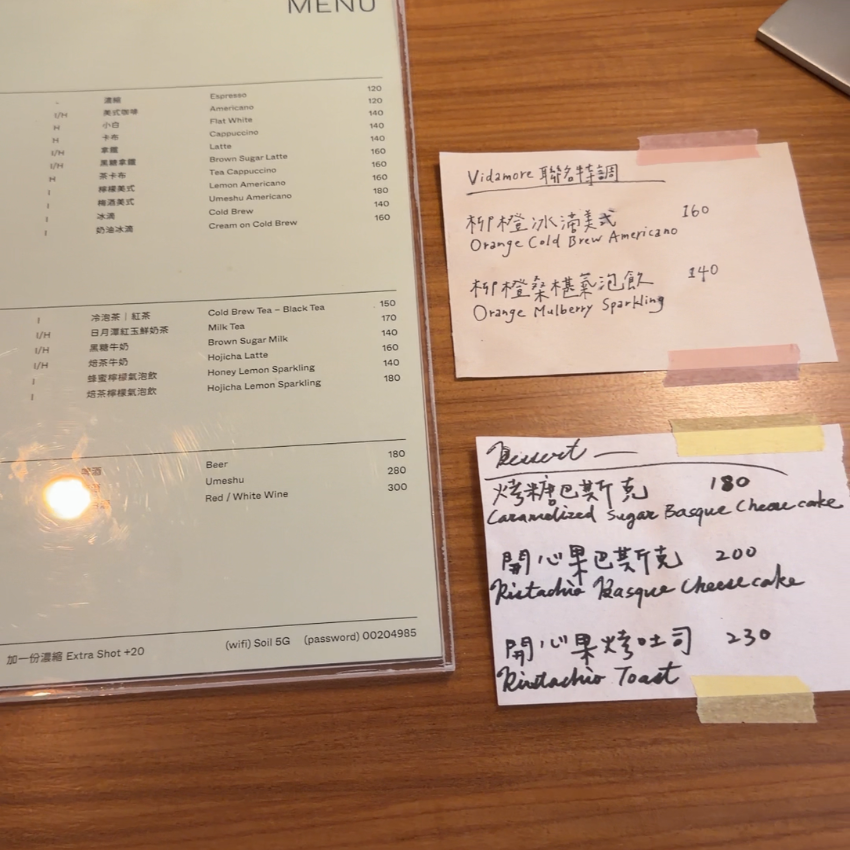 MENU
- 濃縮 Espresso 120
I/H 美式咖啡 Americano 120
H 小白 Flat White 140
H 卡布 Cappuccino 140
I/H 拿鐵 Latte 140
I/H 黑糖拿鐵 Brown Sugar Latte 160
H 茶卡布 Tea Cappuccino 160
I 檸檬美式 Lemon Americano 160
I 梅酒美式 Umeshu Americano 180
I 冰滴 Cold Brew 140
I 奶油冰滴 Cream on Cold Brew 160
I 冷泡茶｜紅茶 Cold Brew Tea – Black Tea 150
I/H 日月潭紅玉鮮奶茶 Milk Tea 170
I/H 黑糖牛奶 Brown Sugar Milk 140
I/H 焙茶牛奶 Hojicha Latte 160
I 蜂蜜檸檬氣泡飲 Honey Lemon Sparkling 140
I 焙茶檸檬氣泡飲 Hojicha Lemon Sparkling 180
啤酒 Beer 180
Umeshu 280
Red / White Wine 300
加一份濃縮 Extra Shot +20 (wifi) Soil 5G (password) 00204985
Vidamore 聯名特調
柳橙冰滴美式 160
Orange Cold Brew Americano
柳橙桑椹氣泡飲 140
Orange Mulberry Sparkling
Dessert —
烤糖巴斯克 180
Caramelized Sugar Basque Cheesecake
開心果巴斯克 200
Pistachio Basque Cheesecake
開心果烤吐司 230
Pistachio Toast